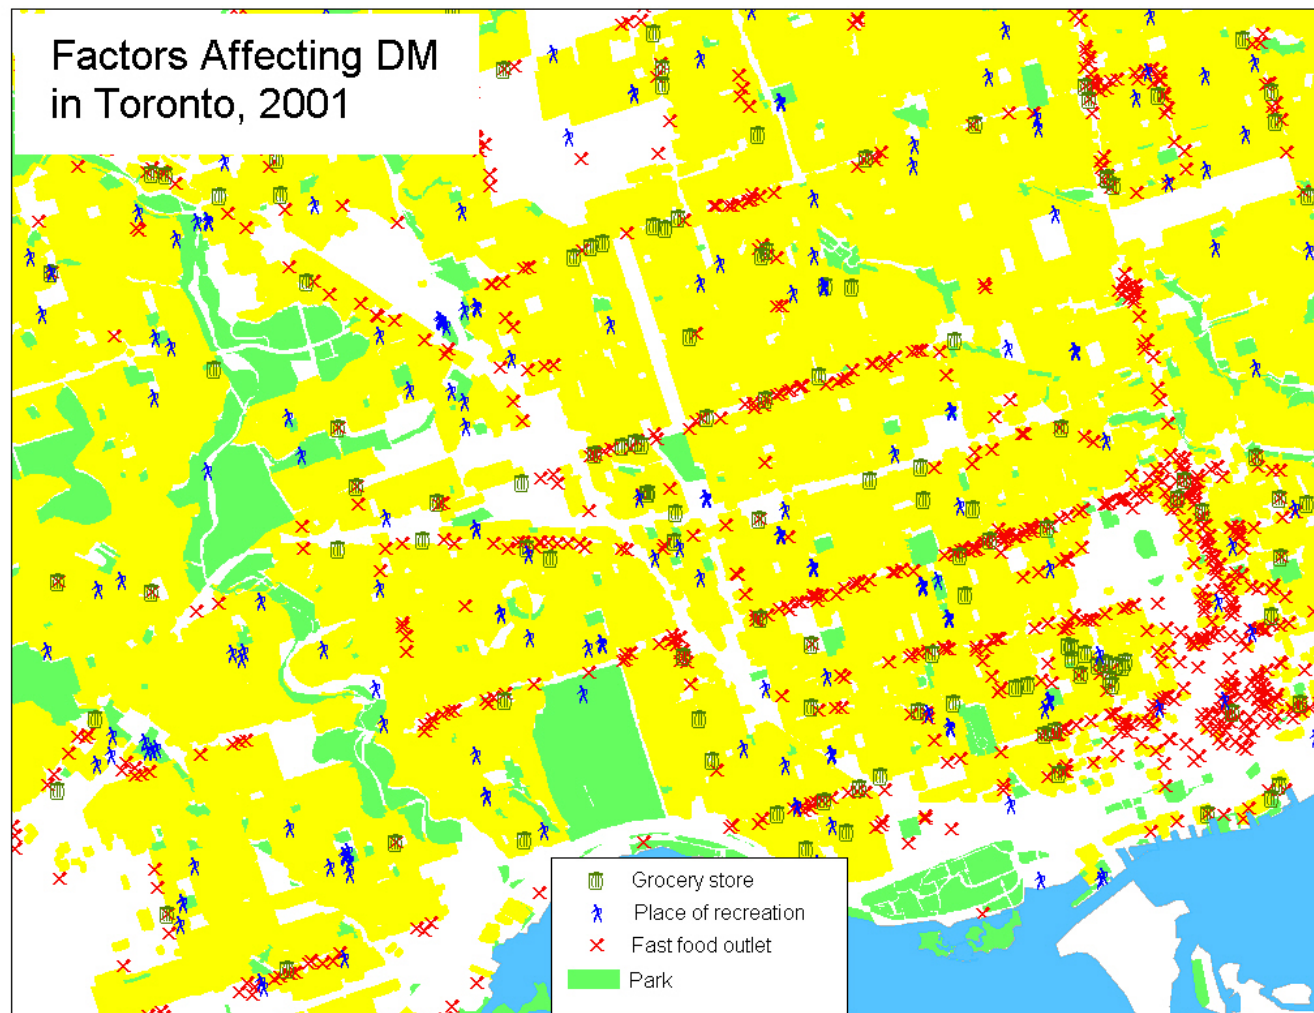 Factors Affecting DM
in Toronto, 2001
Grocery store
Place of recreation
Fast food outlet
Park